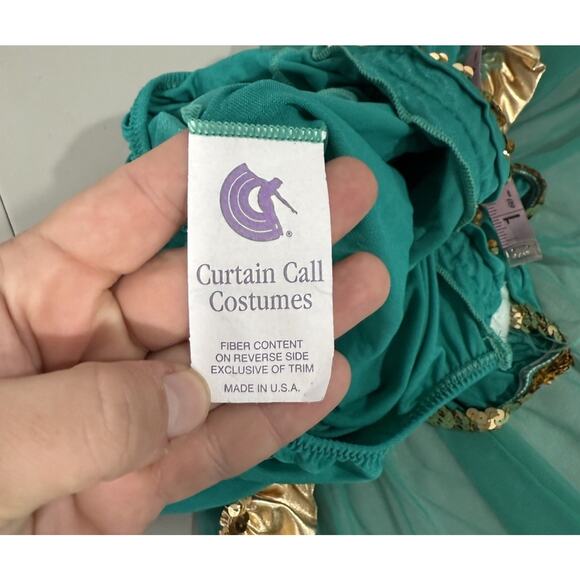 ®
Curtain Call
Costumes
FIBER CONTENT
ON REVERSE SIDE
EXCLUSIVE OF TRIM
MADE IN U.S.A.